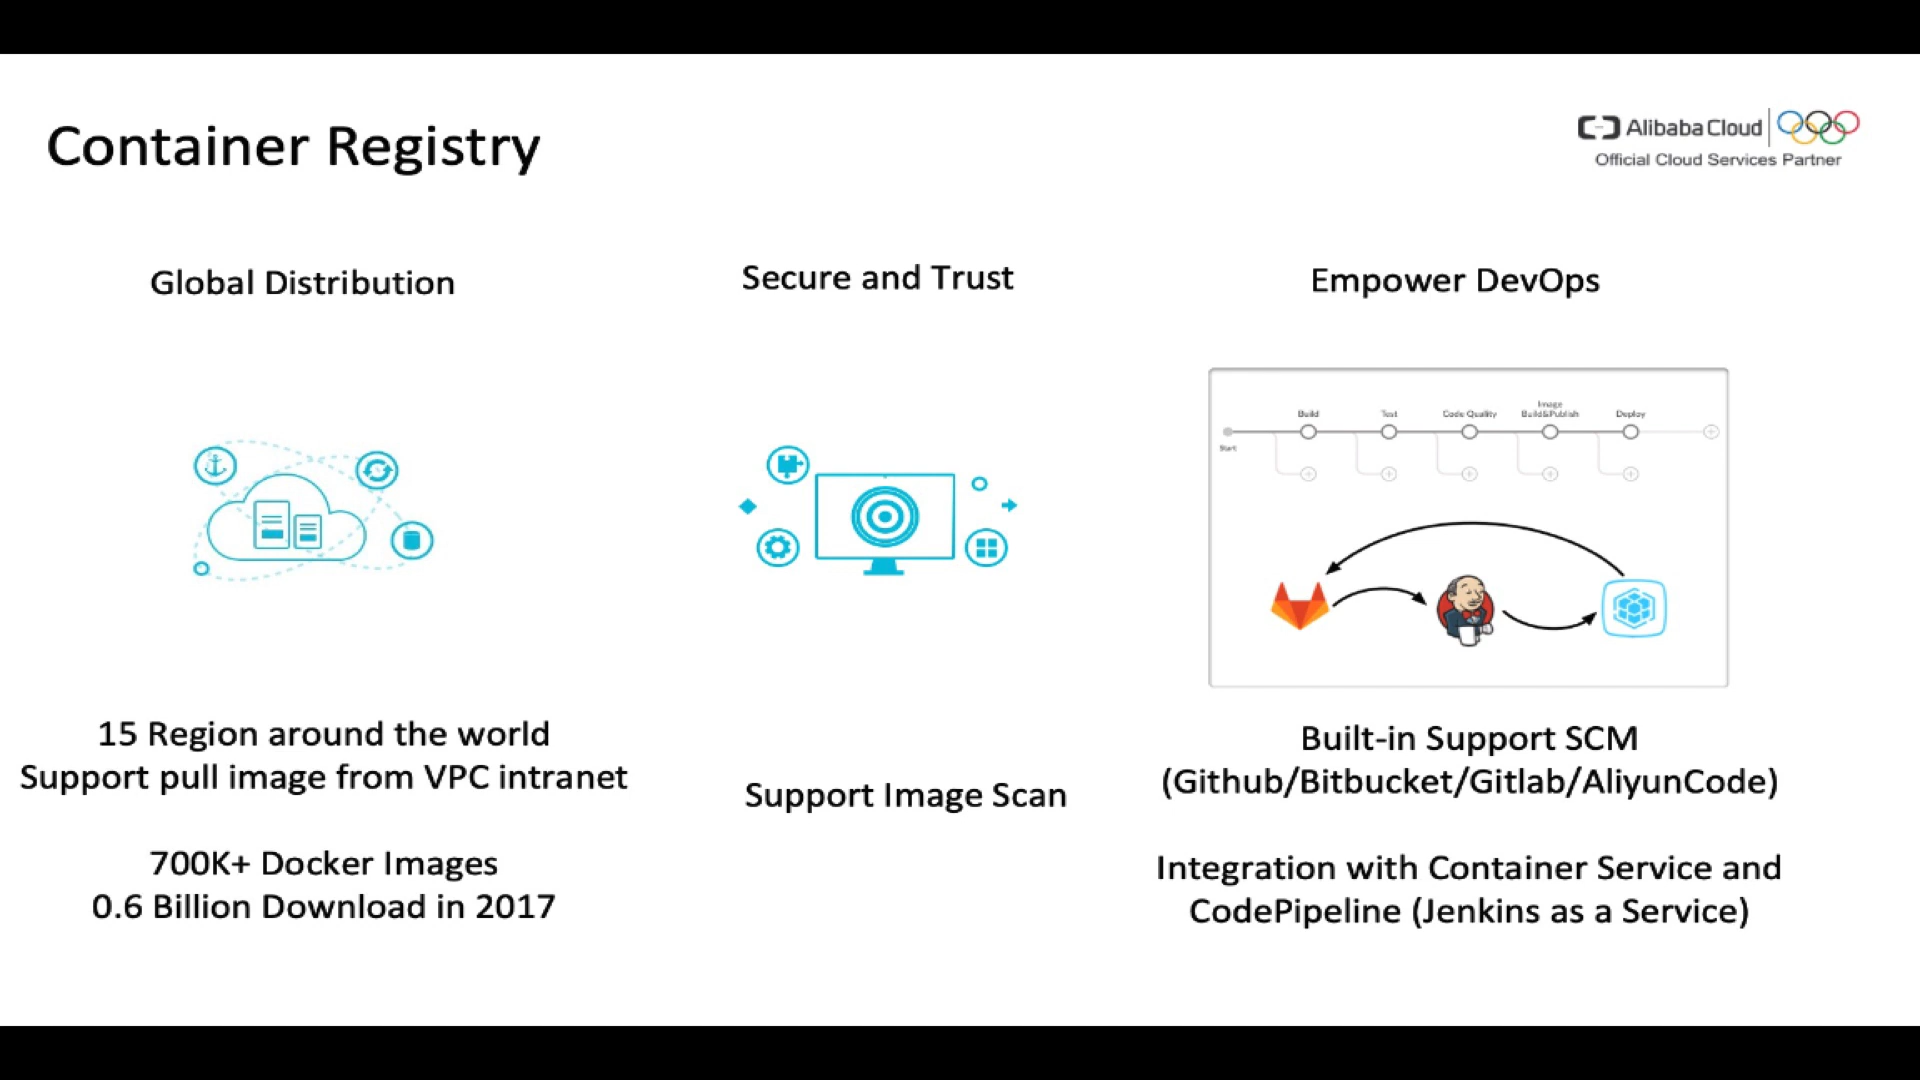 Container Registry
Alibaba Cloud
Official Cloud Services Partner
Global Distribution
15 Region around the world
Support pull image from VPC intranet
700K+ Docker Images
0.6 Billion Download in 2017
Secure and Trust
Support Image Scan
Empower DevOps
Start
Build
Test
Code Quality
Image
Build&Publish
Deploy
Built-in Support SCM
(Github/Bitbucket/Gitlab/AliyunCode)
Integration with Container Service and
CodePipeline (Jenkins as a Service)